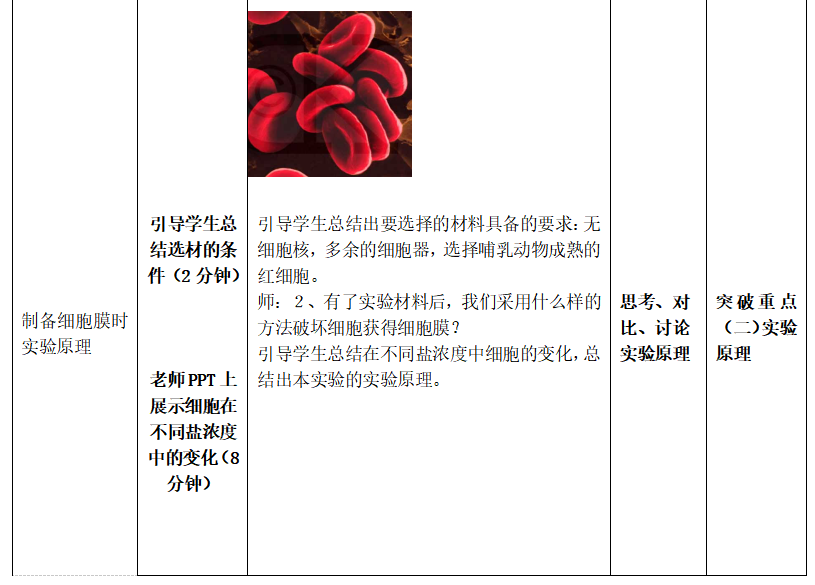 制备细胞膜时
实验原理
引导学生总
结选材的条
件（2分钟）
老师PPT上
展示细胞在
不同盐浓度
中的变化（8
分钟）
引导学生总结出要选择的材料具备的要求：无
细胞核，多余的细胞器，选择哺乳动物成熟的
红细胞。
师：２、有了实验材料后，我们采用什么样的
方法破坏细胞获得细胞膜？
引导学生总结在不同盐浓度中细胞的变化，总
结出本实验的实验原理。
思考、对
比、讨论
实验原理
突破重点
（二）实验
原理